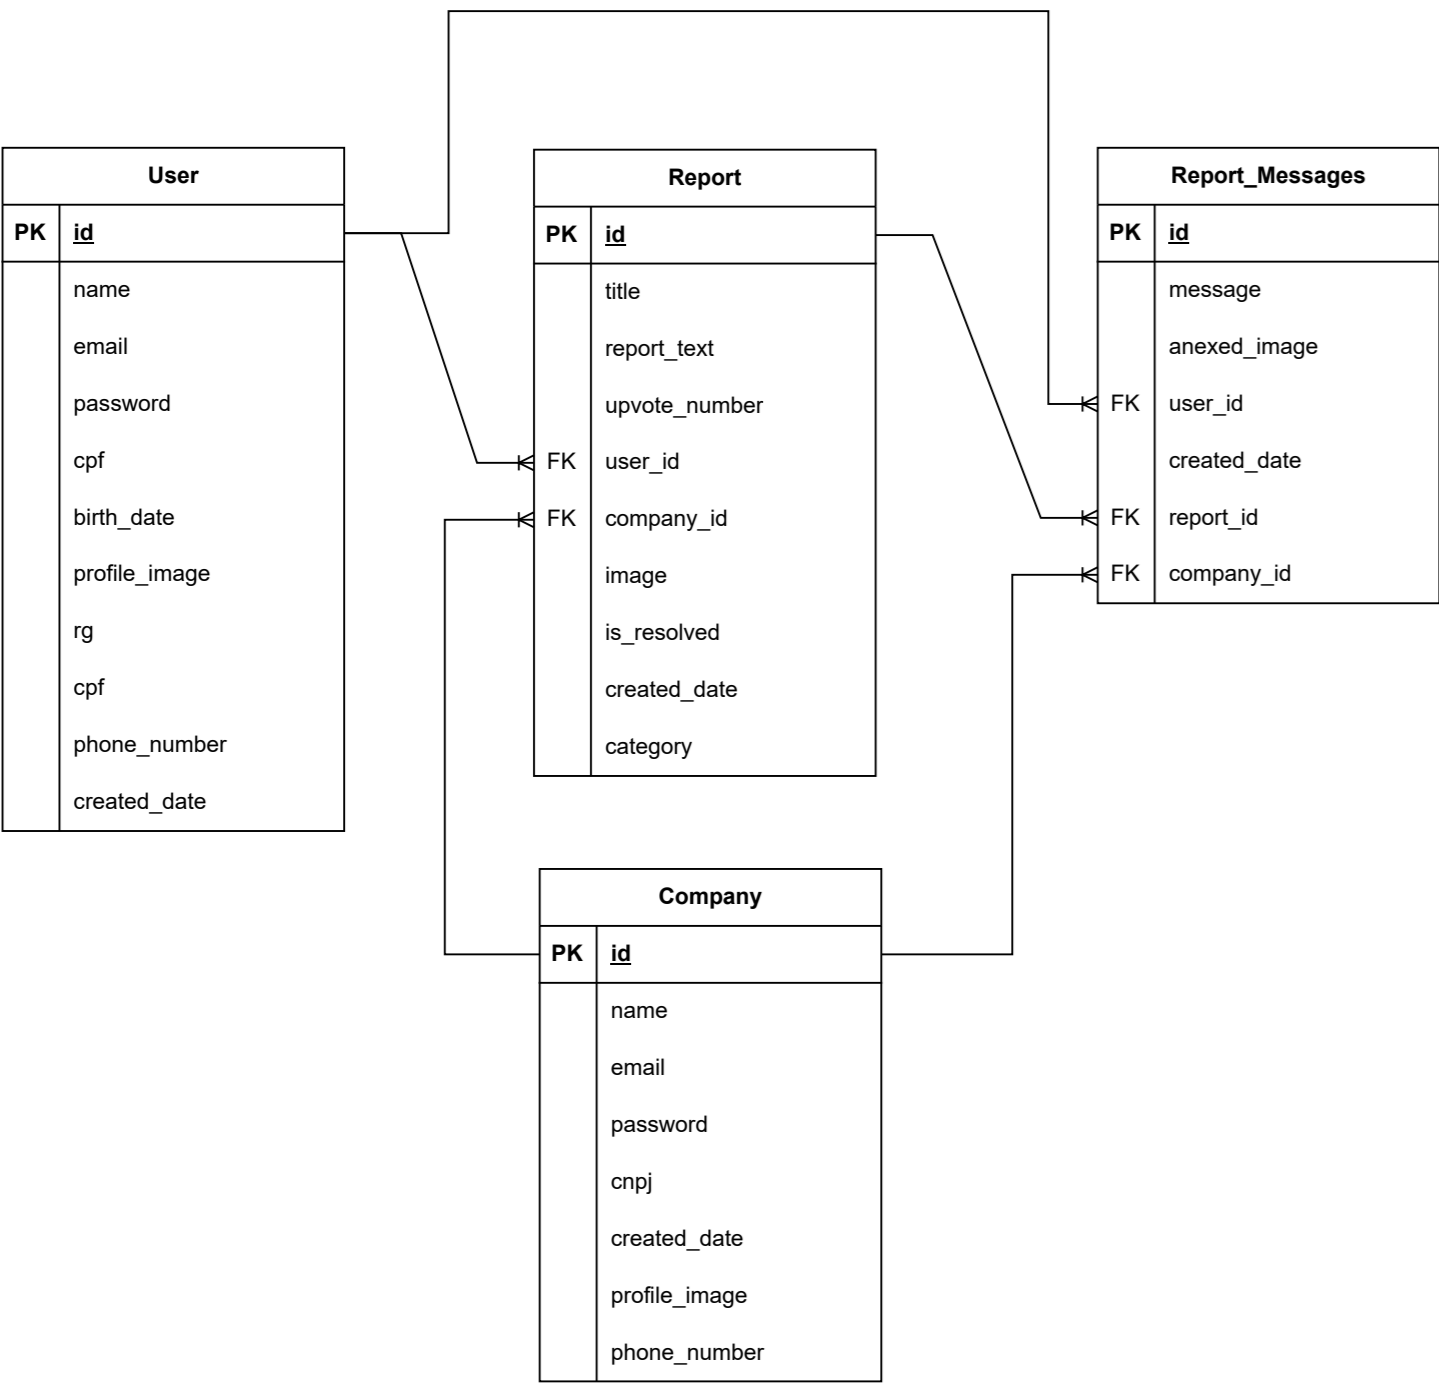 User
PK id
name
email
password
cpf
birth_date
profile_image
rg
cpf
phone_number
created_date
Report
PK id
title
report_text
upvote_number
FK user_id
FK company_id
image
is_resolved
created_date
category
Report_Messages
PK id
message
anexed_image
FK user_id
created_date
FK report_id
FK company_id
Company
PK id
name
email
password
cnpj
created_date
profile_image
phone_number